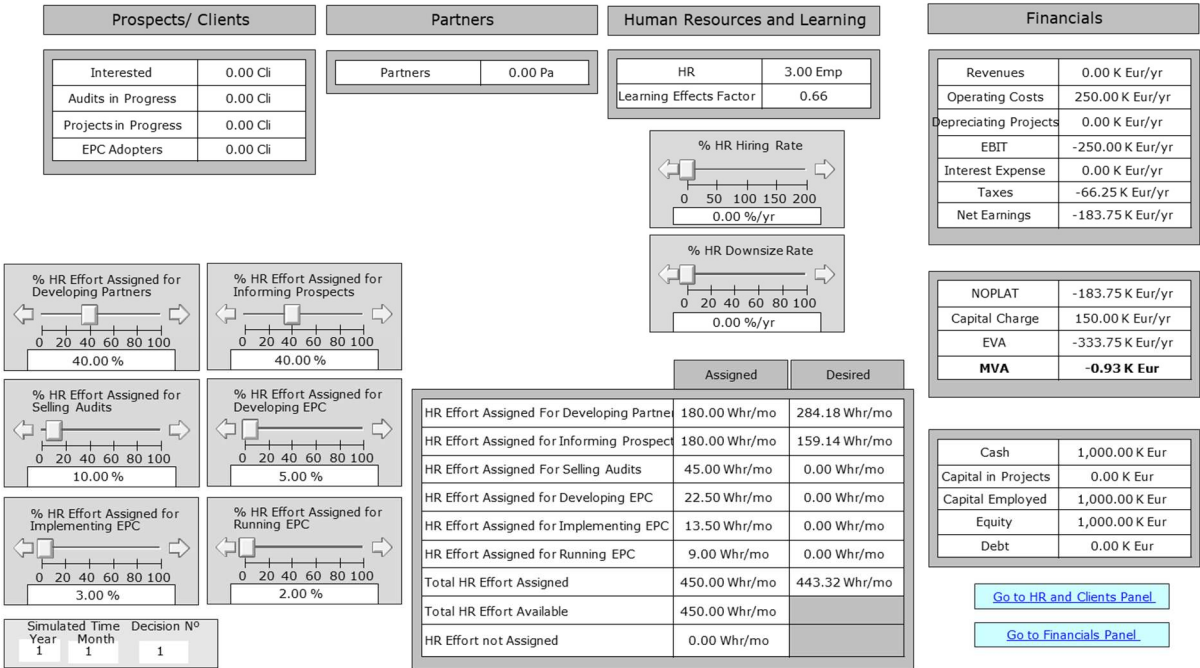 Prospects/ Clients
Interested 0.00 Cli
Audits in Progress 0.00 Cli
Projects in Progress 0.00 Cli
EPC Adopters 0.00 Cli
Partners
Partners 0.00 Pa
Human Resources and Learning
HR 3.00 Emp
Learning Effects Factor 0.66
% HR Hiring Rate
0 50 100 150 200
0.00 %/yr
% HR Downsize Rate
0 20 40 60 80 100
0.00 %/yr
Financials
Revenues 0.00 K Eur/yr
Operating Costs 250.00 K Eur/yr
Depreciating Projects 0.00 K Eur/yr
EBIT -250.00 K Eur/yr
Interest Expense 0.00 K Eur/yr
Taxes -66.25 K Eur/yr
Net Earnings -183.75 K Eur/yr
NOPLAT -183.75 K Eur/yr
Capital Charge 150.00 K Eur/yr
EVA -333.75 K Eur/yr
MVA -0.93 K Eur
Cash 1,000.00 K Eur
Capital in Projects 0.00 K Eur
Capital Employed 1,000.00 K Eur
Equity 1,000.00 K Eur
Debt 0.00 K Eur
Go to HR and Clients Panel
Go to Financials Panel
% HR Effort Assigned for
Developing Partners
0 20 40 60 80 100
40.00 %
% HR Effort Assigned for
Informing Prospects
0 20 40 60 80 100
40.00 %
% HR Effort Assigned for
Selling Audits
0 20 40 60 80 100
10.00 %
% HR Effort Assigned for
Developing EPC
0 20 40 60 80 100
5.00 %
% HR Effort Assigned for
Implementing EPC
0 20 40 60 80 100
3.00 %
% HR Effort Assigned for
Running EPC
0 20 40 60 80 100
2.00 %
Simulated Time Decision Nº
Year Month
1 1 1
Assigned Desired
HR Effort Assigned For Developing Partner 180.00 Whr/mo 284.18 Whr/mo
HR Effort Assigned for Informing Prospect 180.00 Whr/mo 159.14 Whr/mo
HR Effort Assigned For Selling Audits 45.00 Whr/mo 0.00 Whr/mo
HR Effort Assigned for Developing EPC 22.50 Whr/mo 0.00 Whr/mo
HR Effort Assigned for Implementing EPC 13.50 Whr/mo 0.00 Whr/mo
HR Effort Assigned for Running EPC 9.00 Whr/mo 0.00 Whr/mo
Total HR Effort Assigned 450.00 Whr/mo 443.32 Whr/mo
Total HR Effort Available 450.00 Whr/mo
HR Effort not Assigned 0.00 Whr/mo